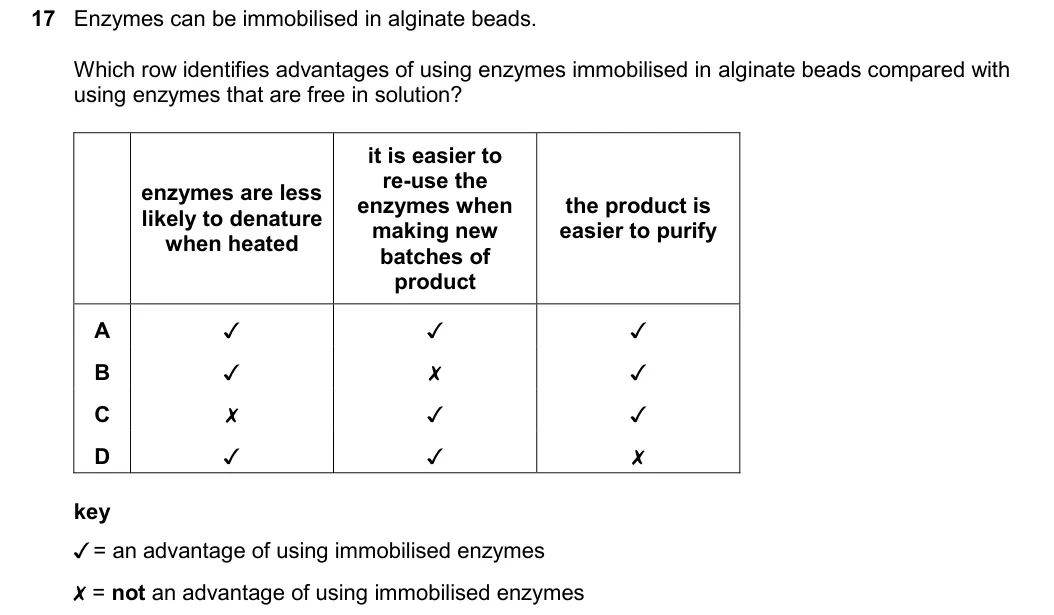 17 Enzymes can be immobilised in alginate beads.
Which row identifies advantages of using enzymes immobilised in alginate beads compared with
using enzymes that are free in solution?
enzymes are less
likely to denature
when heated
it is easier to
re-use the
enzymes when
making new
batches of
product
the product is
easier to purify
A ✓ ✓ ✓
B ✓ ✗ ✓
C ✗ ✓ ✓
D ✓ ✓ ✗
key
✓ = an advantage of using immobilised enzymes
✗ = not an advantage of using immobilised enzymes